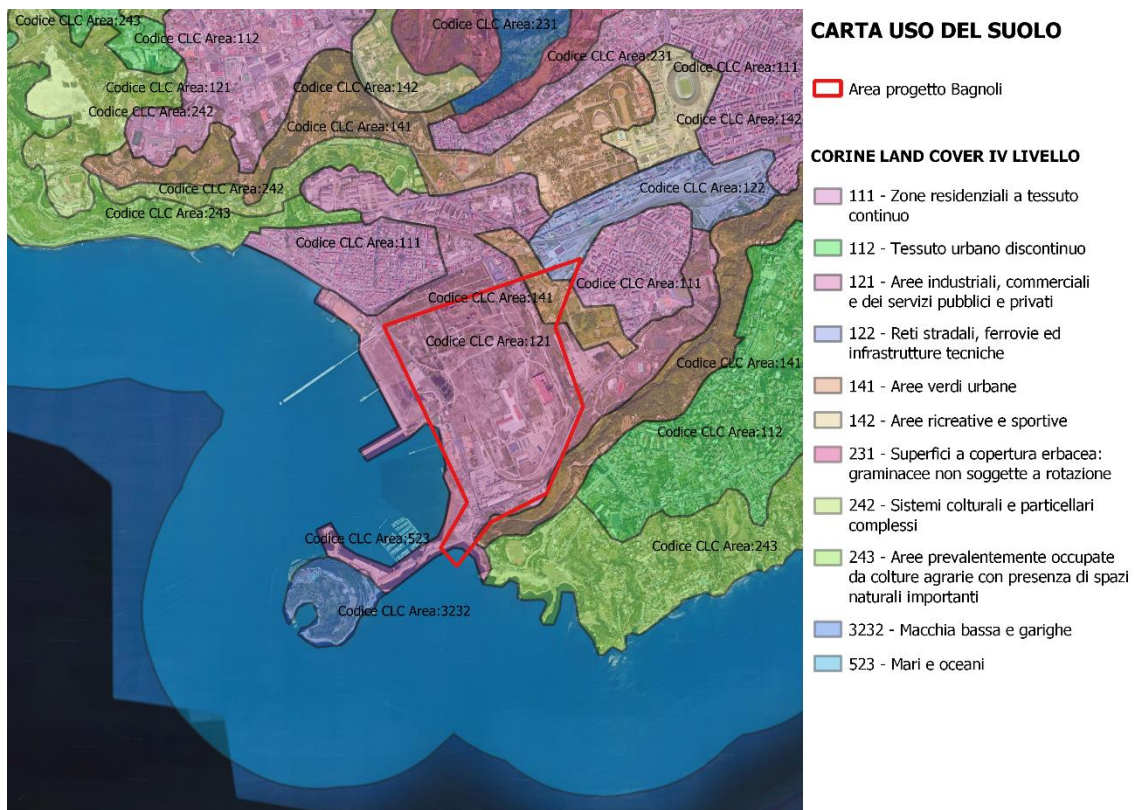 Codice CLC Area:243
Codice CLC Area:112
Codice CLC Area:231
Codice CLC Area:231
Codice CLC Area:111
Codice CLC Area:121
Codice CLC Area:142
Codice CLC Area:242
Codice CLC Area:141
Codice CLC Area:142
Codice CLC Area:242
Codice CLC Area:122
Codice CLC Area:243
Codice CLC Area:111
Codice CLC Area:111
Codice CLC Area:141
Codice CLC Area:121
Codice CLC Area:141
Codice CLC Area:112
Codice CLC Area:523
Codice CLC Area:243
Codice CLC Area:3232
CARTA USO DEL SUOLO
Area progetto Bagnoli
CORINE LAND COVER IV LIVELLO
111 - Zone residenziali a tessuto
continuo
112 - Tessuto urbano discontinuo
121 - Aree industriali, commerciali
e dei servizi pubblici e privati
122 - Reti stradali, ferrovie ed
infrastrutture tecniche
141 - Aree verdi urbane
142 - Aree ricreative e sportive
231 - Superfici a copertura erbacea:
graminacee non soggette a rotazione
242 - Sistemi colturali e particellari
complessi
243 - Aree prevalentemente occupate
da colture agrarie con presenza di spazi
naturali importanti
3232 - Macchia bassa e garighe
523 - Mari e oceani